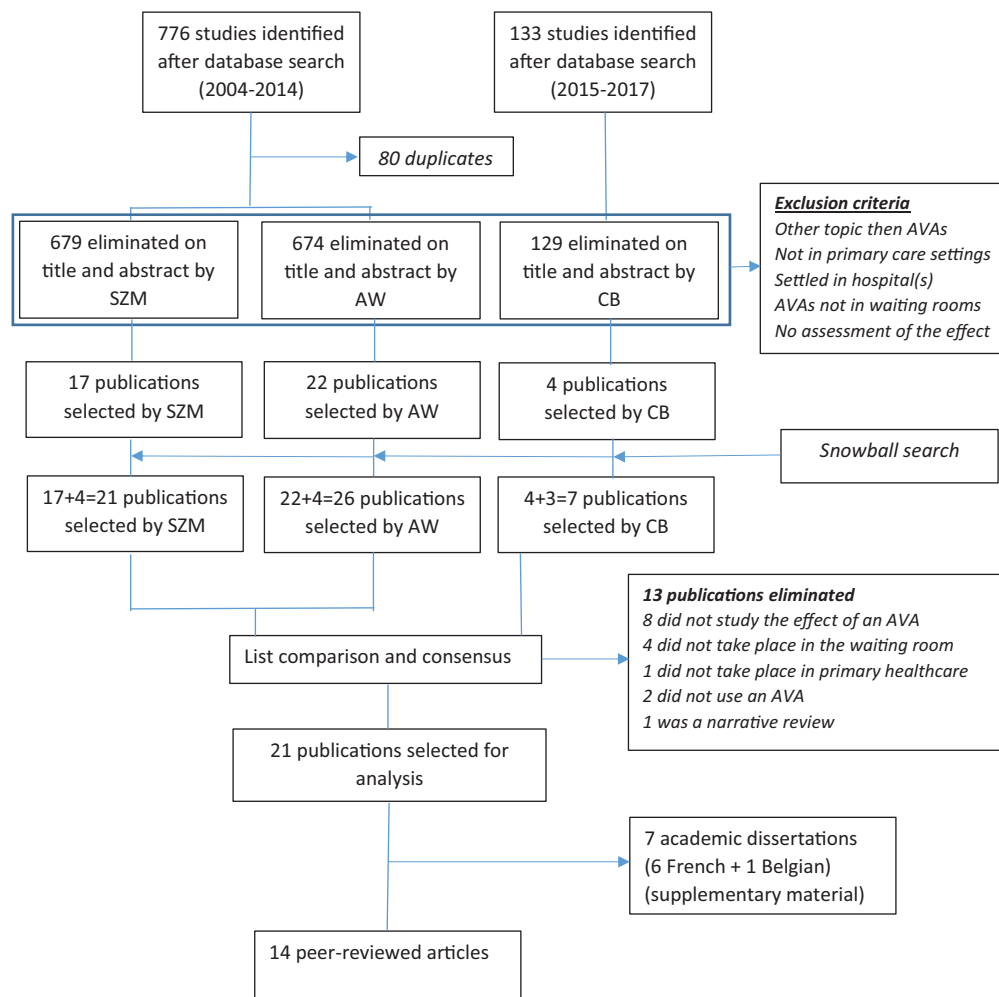 776 studies identified
after database search
(2004-2014)
133 studies identified
after database search
(2015-2017)
80 duplicates
679 eliminated on
title and abstract by
SZM
674 eliminated on
title and abstract by
AW
129 eliminated on
title and abstract by
CB
Exclusion criteria
Other topic then AVAs
Not in primary care settings
Settled in hospital(s)
AVAs not in waiting rooms
No assessment of the effect
17 publications
selected by SZM
22 publications
selected by AW
4 publications
selected by CB
Snowball search
17+4=21 publications
selected by SZM
22+4=26 publications
selected by AW
4+3=7 publications
selected by CB
13 publications eliminated
8 did not study the effect of an AVA
4 did not take place in the waiting room
1 did not take place in primary healthcare
2 did not use an AVA
1 was a narrative review
List comparison and consensus
21 publications selected for
analysis
7 academic dissertations
(6 French + 1 Belgian)
(supplementary material)
14 peer-reviewed articles